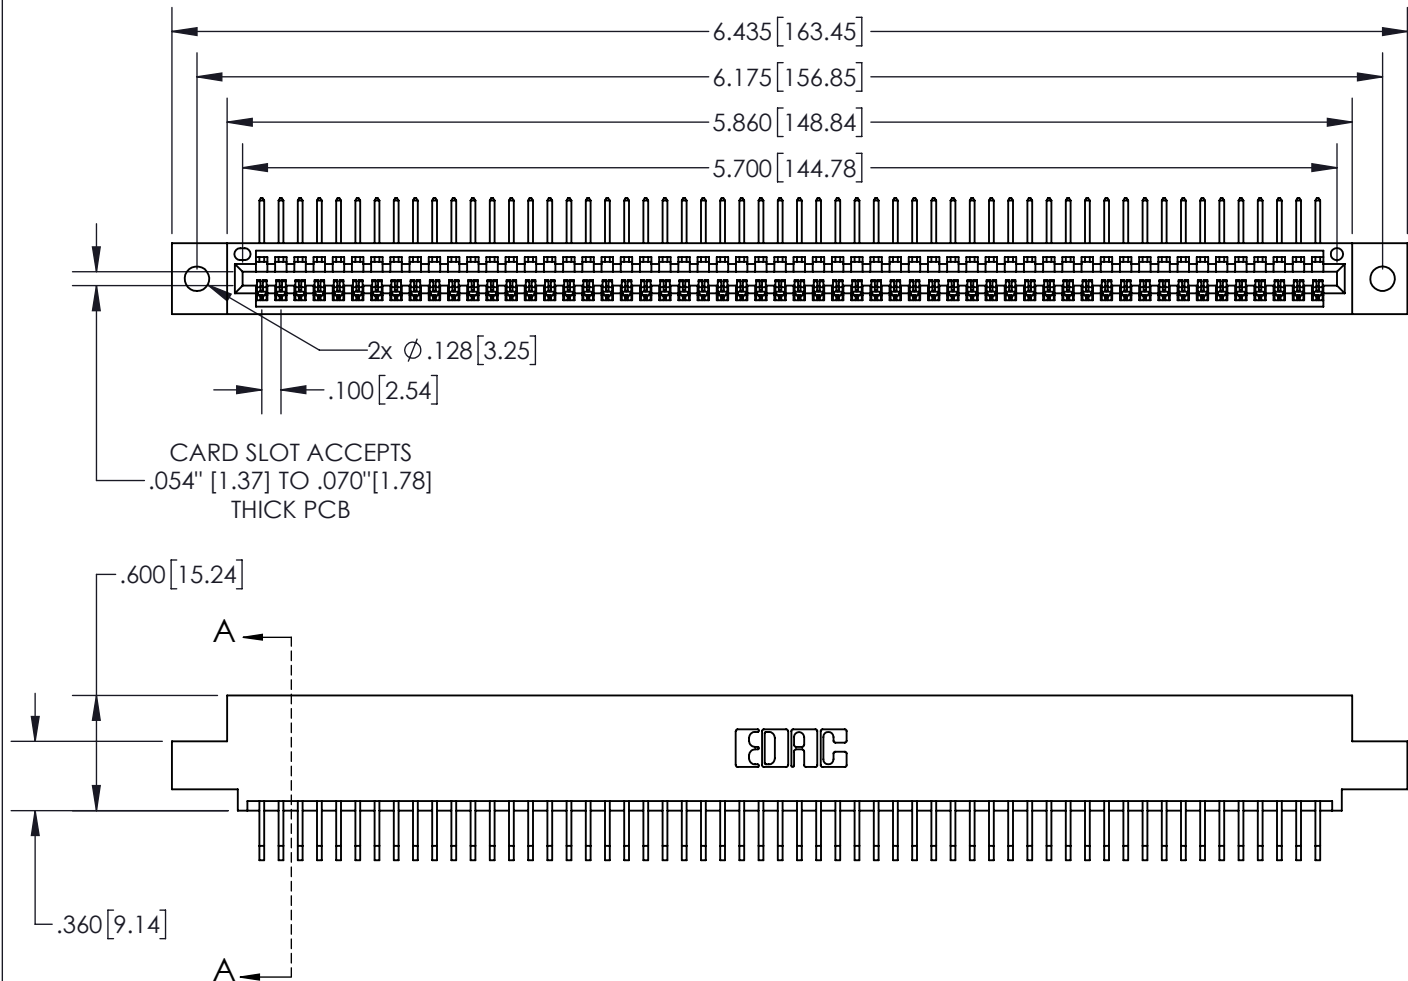 6.435[163.45]
6.175[156.85]
5.860[148.84]
5.700[144.78]
2x Ø.128[3.25]
.100[2.54]
CARD SLOT ACCEPTS
.054" [1.37] TO .070"[1.78]
THICK PCB
.600[15.24]
A
EDAC
.360[9.14]
A